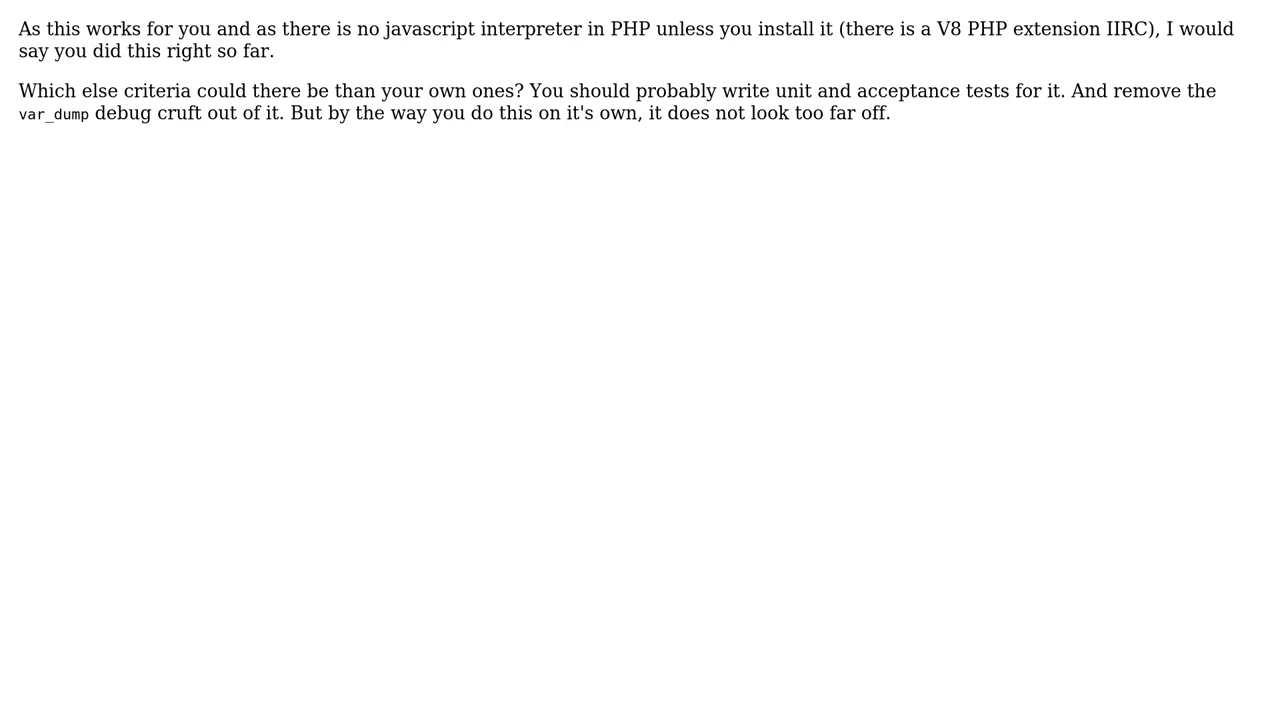 As this works for you and as there is no javascript interpreter in PHP unless you install it (there is a V8 PHP extension IIRC), I would
say you did this right so far.
Which else criteria could there be than your own ones? You should probably write unit and acceptance tests for it. And remove the
var_dump debug cruft out of it. But by the way you do this on it's own, it does not look too far off.